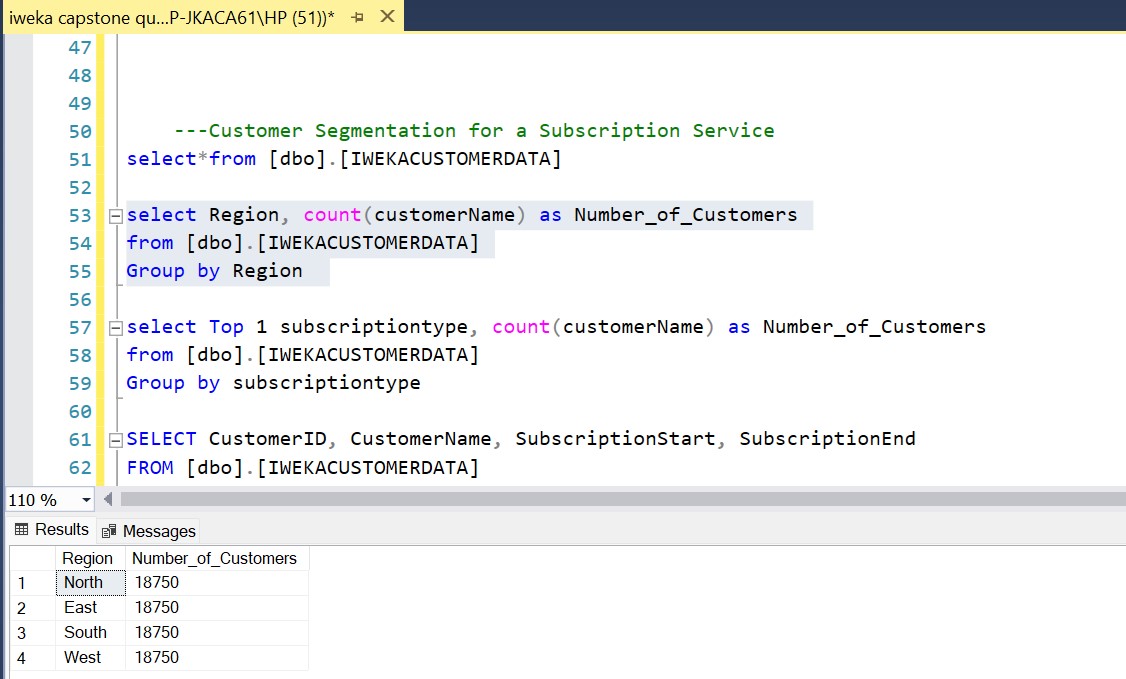 iweka capstone qu...P-JKACA61\HP (51))*
47
48
49
50 ---Customer Segmentation for a Subscription Service
51 select*from [dbo].[IWEKACUSTOMERDATA]
52
53 select Region, count(customerName) as Number_of_Customers
54 from [dbo].[IWEKACUSTOMERDATA]
55 Group by Region
56
57 select Top 1 subscriptiontype, count(customerName) as Number_of_Customers
58 from [dbo].[IWEKACUSTOMERDATA]
59 Group by subscriptiontype
60
61 SELECT CustomerID, CustomerName, SubscriptionStart, SubscriptionEnd
62 FROM [dbo].[IWEKACUSTOMERDATA]
110 %
Results Messages
Region Number_of_Customers
1 North 18750
2 East 18750
3 South 18750
4 West 18750